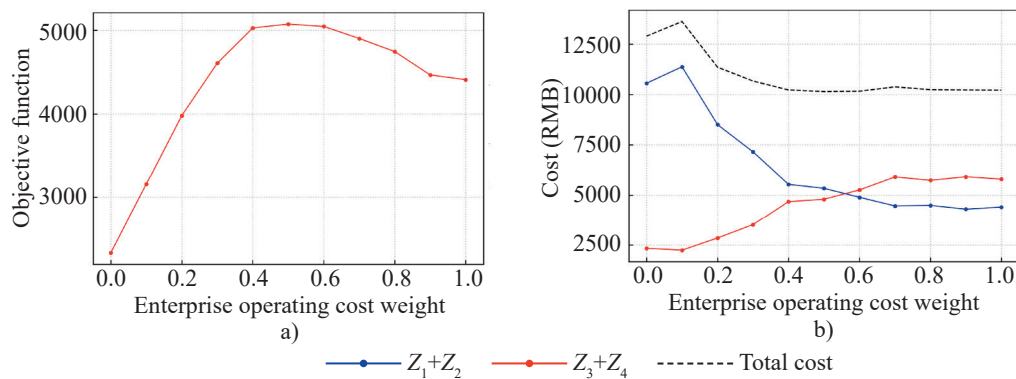 Objective function
5000
4000
3000
0.0 0.2 0.4 0.6 0.8 1.0
Enterprise operating cost weight
a)
Cost (RMB)
12500
10000
7500
5000
2500
0.0 0.2 0.4 0.6 0.8 1.0
Enterprise operating cost weight
b)
Z₁+Z₂ Z₃+Z₄ Total cost